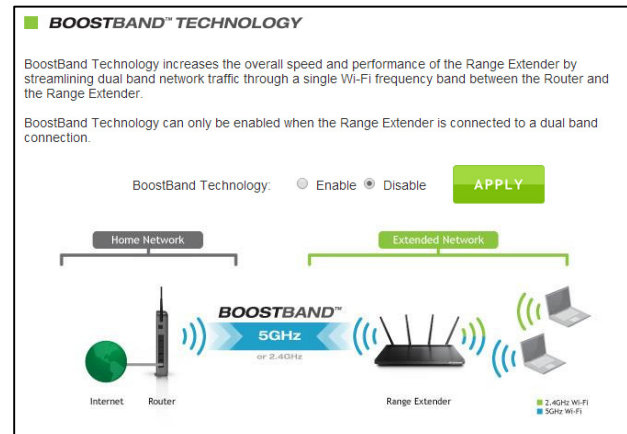 BOOSTBAND™ TECHNOLOGY
BoostBand Technology increases the overall speed and performance of the Range Extender by
streamlining dual band network traffic through a single Wi-Fi frequency band between the Router and
the Range Extender.
BoostBand Technology can only be enabled when the Range Extender is connected to a dual band
connection.
BoostBand Technology: Enable Disable APPLY
Home Network Extended Network
BOOSTBAND™
5GHz
or 2.4GHz
Internet Router Range Extender
2.4GHz Wi-Fi
5GHz Wi-Fi